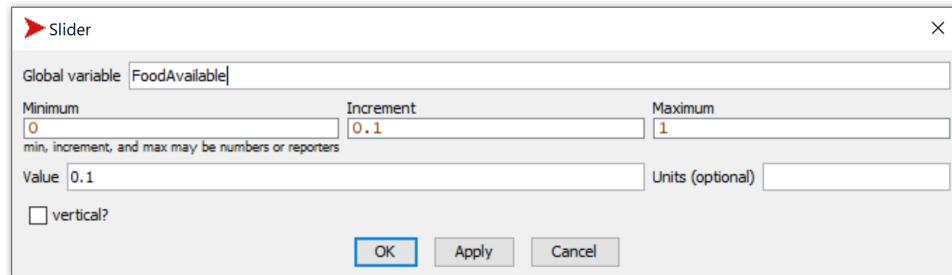 Slider
Global variable FoodAvailable
Minimum Increment Maximum
0 0.1 1
min, increment, and max may be numbers or reporters
Value 0.1 Units (optional)
vertical?
OK Apply Cancel